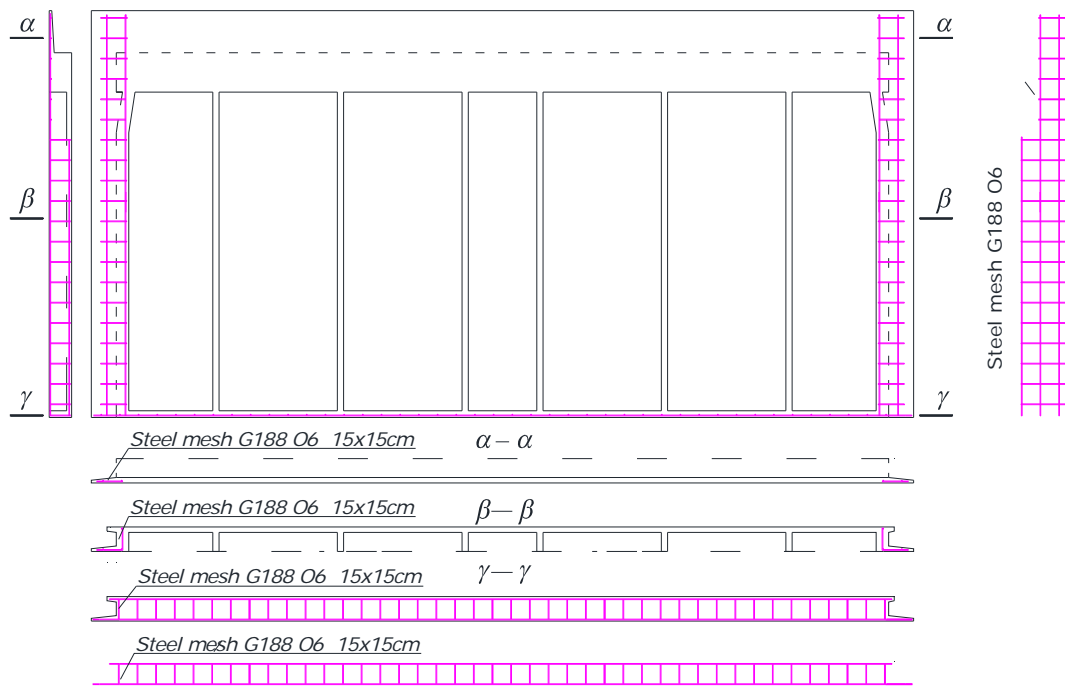 α α
β β
Steel mesh G188 O6
γ γ
Steel mesh G188 O6 15x15cm
α – α
Steel mesh G188 O6 15x15cm
β — β
Steel mesh G188 O6 15x15cm
γ — γ
Steel mesh G188 O6 15x15cm